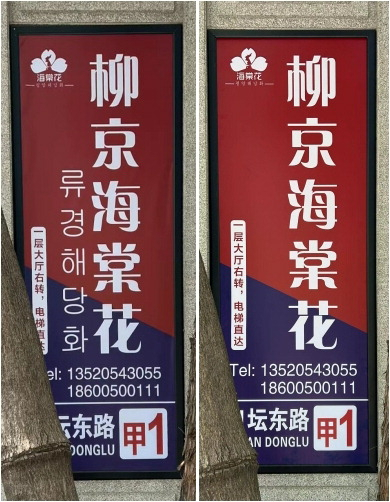 海棠花
柳京海棠花
류경해당화
一层大厅右转，电梯直达
el: 13520543055
18600500111
坛东路 甲1
DONGLU
海棠花
柳京海棠花
一层大厅右转，电梯直达
Tel: 13520543055
18600500111
坛东路 甲1
AN DONGLU